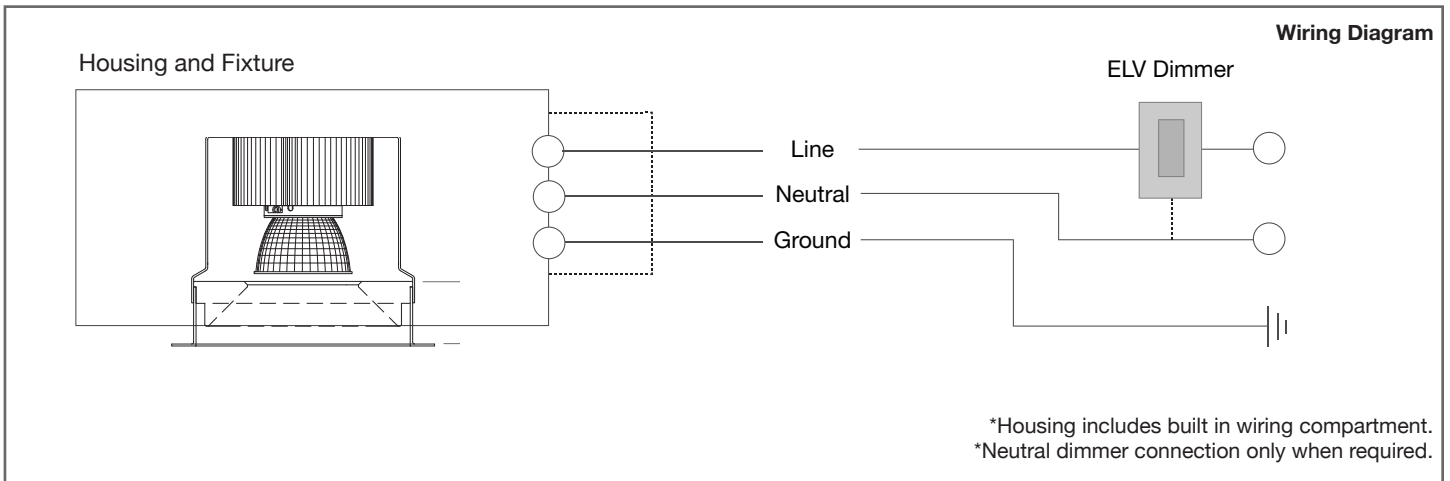 Wiring Diagram
Housing and Fixture
ELV Dimmer
Line
Neutral
Ground
*Housing includes built in wiring compartment.
*Neutral dimmer connection only when required.